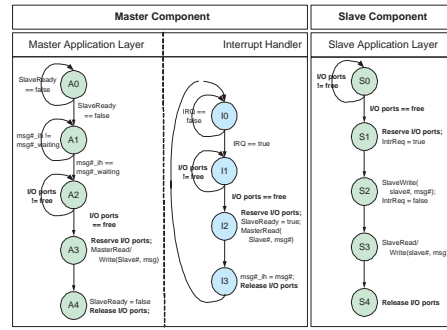 Master Component
Slave Component
Master Application Layer
Interrupt Handler
Slave Application Layer
SlaveReady
== false
A0
SlaveReady
== false
msg#_ih !=
msg#_waiting
A1
msg#_ih ==
msg#_waiting
I/O ports
!= free
A2
I/O ports
== free
A3
Reserve I/O ports;
MasterRead/
Write(Slave#, msg)
A4
SlaveReady = false
Release I/O ports;
IRQ ==
false
I0
IRQ == true
I/O ports
!= free
I1
I/O ports == free
I2
Reserve I/O ports;
SlaveReady = true;
MasterRead(
Slave#, msg#)
I3
msg#_ih = msg#;
Release I/O ports
I/O ports
!= free
S0
I/O ports == free
S1
Reserve I/O ports;
IntrReq = true
S2
SlaveWrite(
slave#, msg#);
IntReq = false
S3
SlaveRead/
Write(slave#, msg)
S4
Release I/O ports